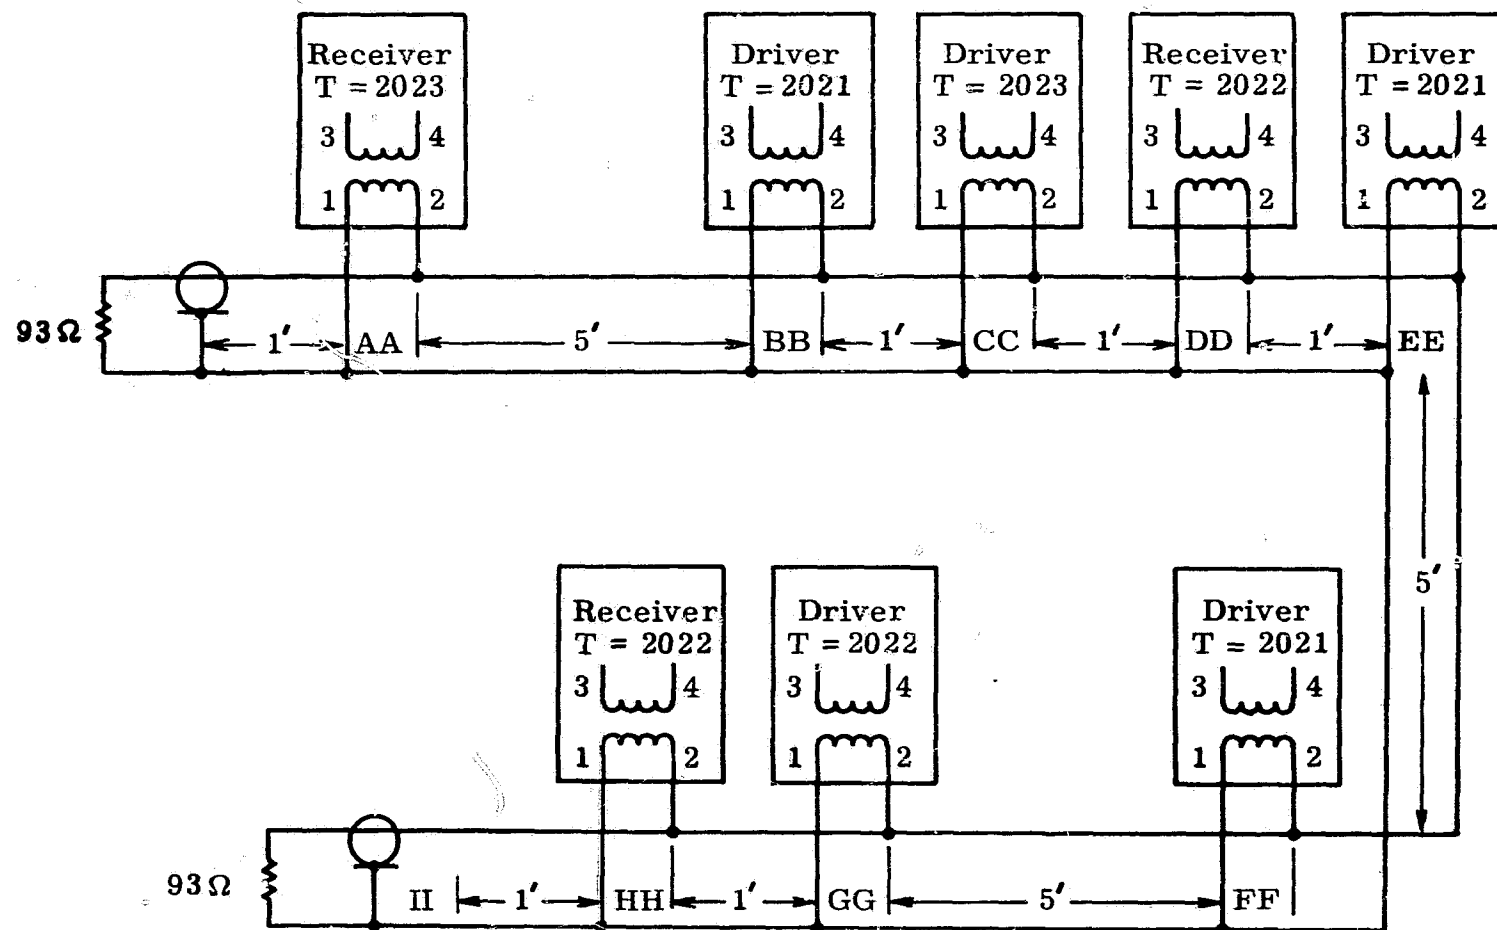 Receiver
T = 2023
3 4
1 2
Driver
T = 2021
3 4
1 2
Driver
T = 2023
3 4
1 2
Receiver
T = 2022
3 4
1 2
Driver
T = 2021
3 4
1 2
93 Ω
1′ AA 5′ BB 1′ CC 1′ DD 1′ EE
5′
Receiver
T = 2022
3 4
1 2
Driver
T = 2022
3 4
1 2
Driver
T = 2021
3 4
1 2
93 Ω
II 1′ HH 1′ GG 5′ FF